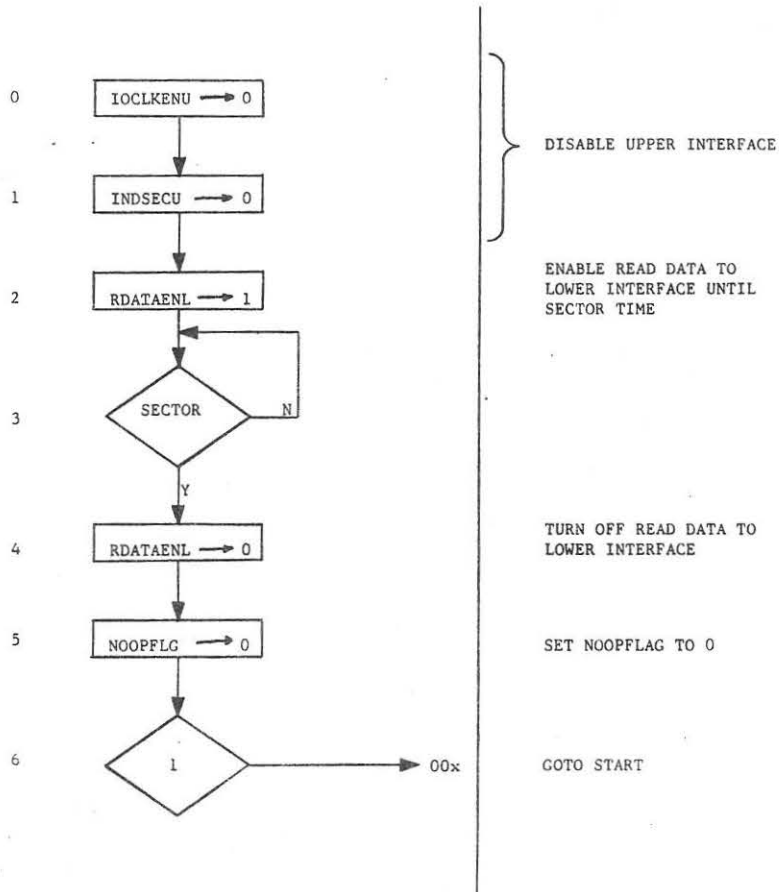 0
IOCLKENU → 0
DISABLE UPPER INTERFACE
1
INDSECU → 0
2
RDATAENL → 1
ENABLE READ DATA TO
LOWER INTERFACE UNTIL
SECTOR TIME
3
SECTOR
N
Y
4
RDATAENL → 0
TURN OFF READ DATA TO
LOWER INTERFACE
5
NOOPFLG → 0
SET NOOPFLAG TO 0
6
1
00x
GOTO START